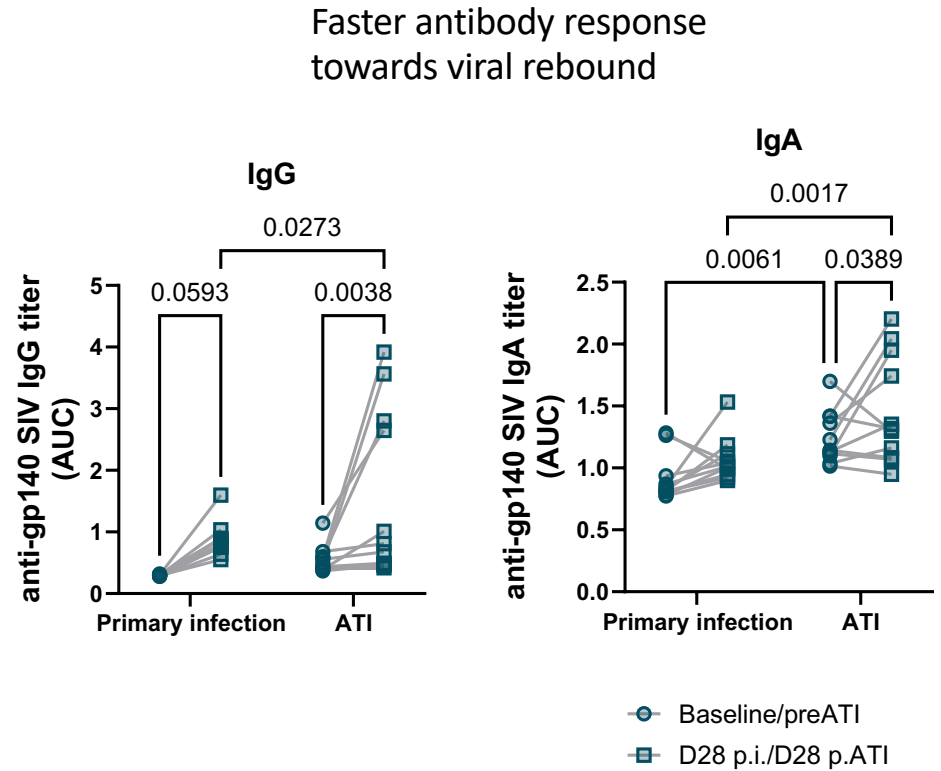 Faster antibody response
towards viral rebound
IgG
0.0273
0.0593
0.0038
anti-gp140 SIV IgG titer
(AUC)
5
4
3
2
1
0
Primary infection
ATI
IgA
0.0017
0.0061
0.0389
anti-gp140 SIV IgA titer
(AUC)
2.5
2.0
1.5
1.0
0.5
0.0
Primary infection
ATI
Baseline/preATI
D28 p.i./D28 p.ATI